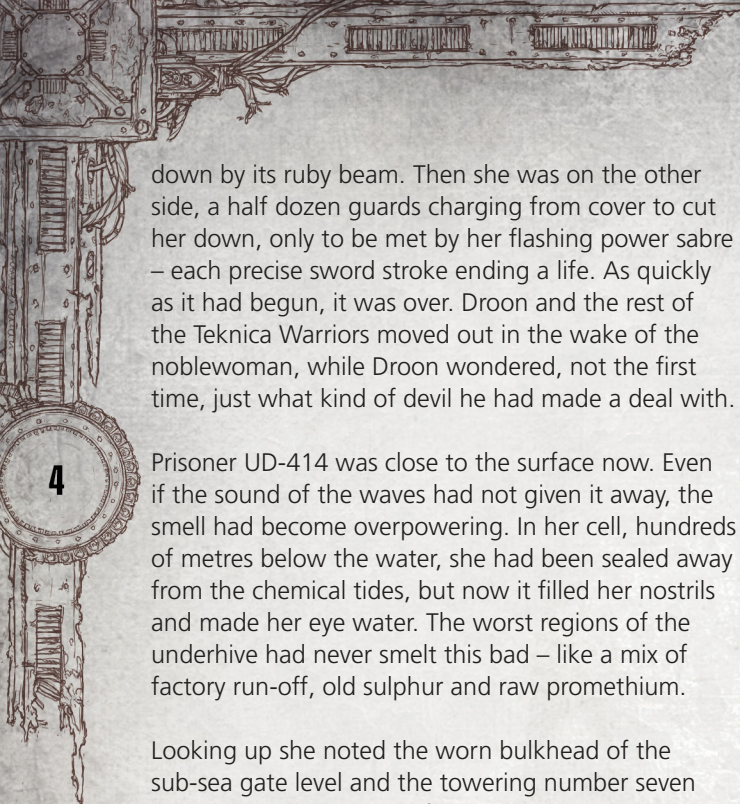 down by its ruby beam. Then she was on the other
side, a half dozen guards charging from cover to cut
her down, only to be met by her flashing power sabre
– each precise sword stroke ending a life. As quickly
as it had begun, it was over. Droon and the rest of
the Teknica Warriors moved out in the wake of the
noblewoman, while Droon wondered, not the first
time, just what kind of devil he had made a deal with.
4
Prisoner UD-414 was close to the surface now. Even
if the sound of the waves had not given it away, the
smell had become overpowering. In her cell, hundreds
of metres below the water, she had been sealed away
from the chemical tides, but now it filled her nostrils
and made her eye water. The worst regions of the
underhive had never smelt this bad – like a mix of
factory run-off, old sulphur and raw promethium.
Looking up she noted the worn bulkhead of the
sub-sea gate level and the towering number seven